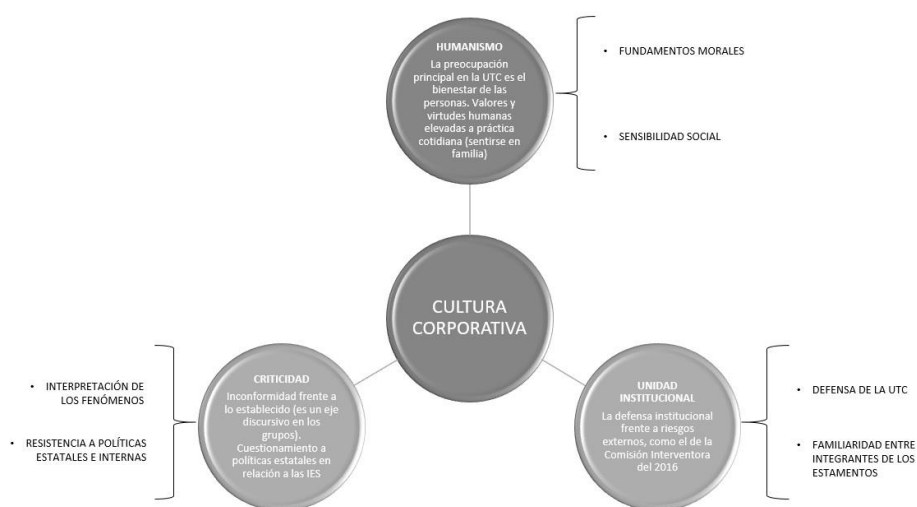 HUMANISMO
La preocupación
principal en la UTC es el
bienestar de las
personas. Valores y
virtudes humanas
elevadas a práctica
cotidiana (sentirse en
familia)
• FUNDAMENTOS MORALES
• SENSIBILIDAD SOCIAL
CULTURA
CORPORATIVA
• INTERPRETACIÓN DE
LOS FENÓMENOS
• RESISTENCIA A POLÍTICAS
ESTATALES E INTERNAS
CRITICIDAD
Inconformidad frente a
lo establecido (es un eje
discursivo en los
grupos).
Cuestionamiento a
políticas estatales en
relación a las IES
UNIDAD
INSTITUCIONAL
La defensa institucional
frente a riesgos
externos, como el de la
Comisión Interventora
del 2016
• DEFENSA DE LA UTC
• FAMILIARIDAD ENTRE
INTEGRANTES DE LOS
ESTAMENTOS